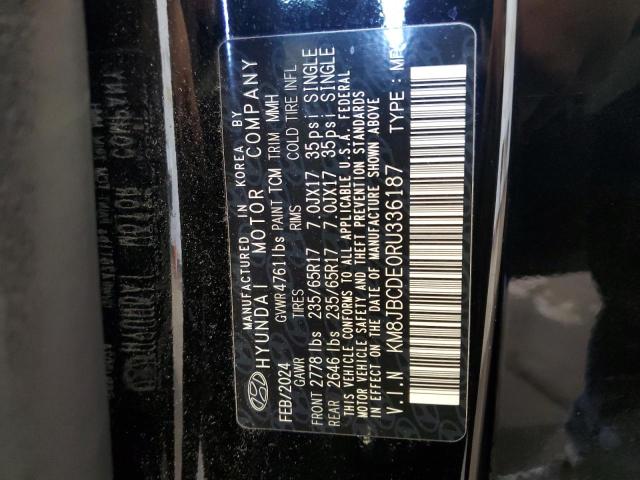 MANUFACTURED IN KOREA BY
HYUNDAI MOTOR COMPANY
FEB/2024 GVWR 4761lbs PAINT TCM TRIM MMH
GAWR TIRES RIMS COLD TIRE INFL
FRONT 2778 lbs 235/65R17 7.0JX17 35psi SINGLE
REAR 2646 lbs 235/65R17 7.0JX17 35psi SINGLE
THIS VEHICLE CONFORMS TO ALL APPLICABLE U.S.A. FEDERAL
MOTOR VEHICLE SAFETY AND THEFT PREVENTION STANDARDS
IN EFFECT ON THE DATE OF MANUFACTURE SHOWN ABOVE
V.I.N KM8JBCDE0RU336187 TYPE :